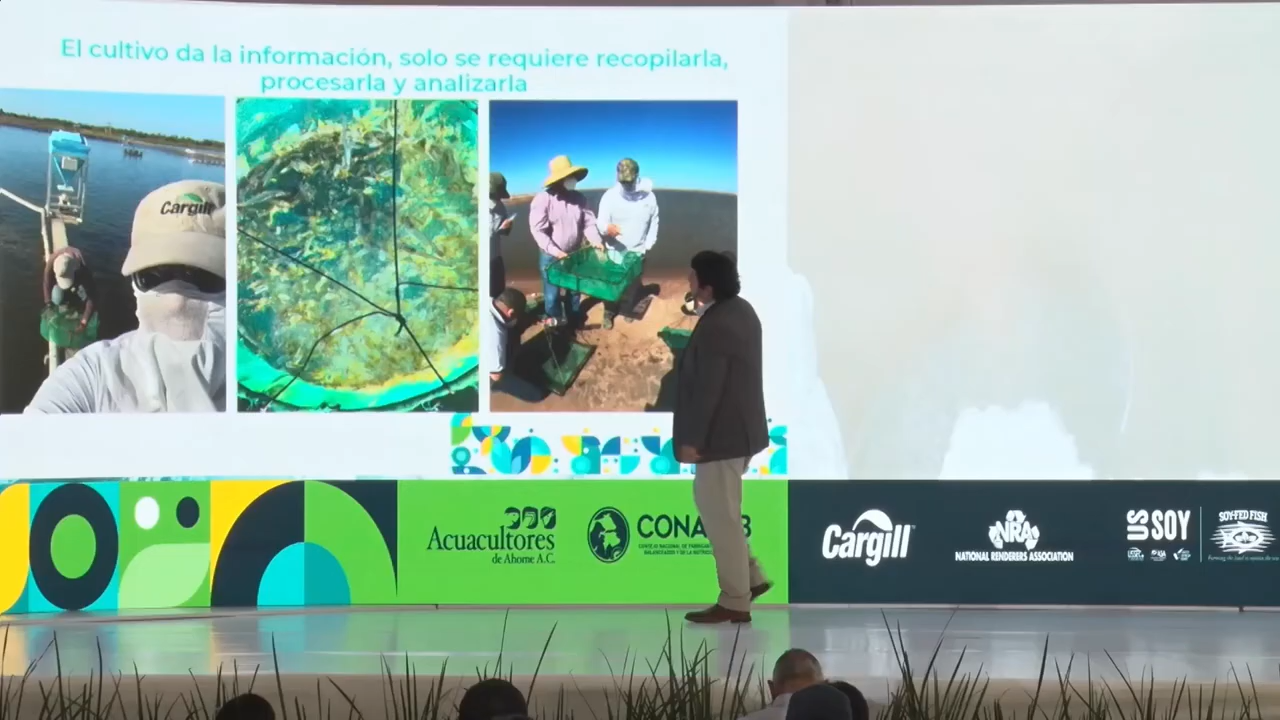 El cultivo da la información, solo se requiere recopilarla,
procesarla y analizarla
Cargill
Acuacultores
de Ahome A.C.
Cargill
NRA
NATIONAL RENDERERS ASSOCIATION
US SOY
SOY-FED FISH